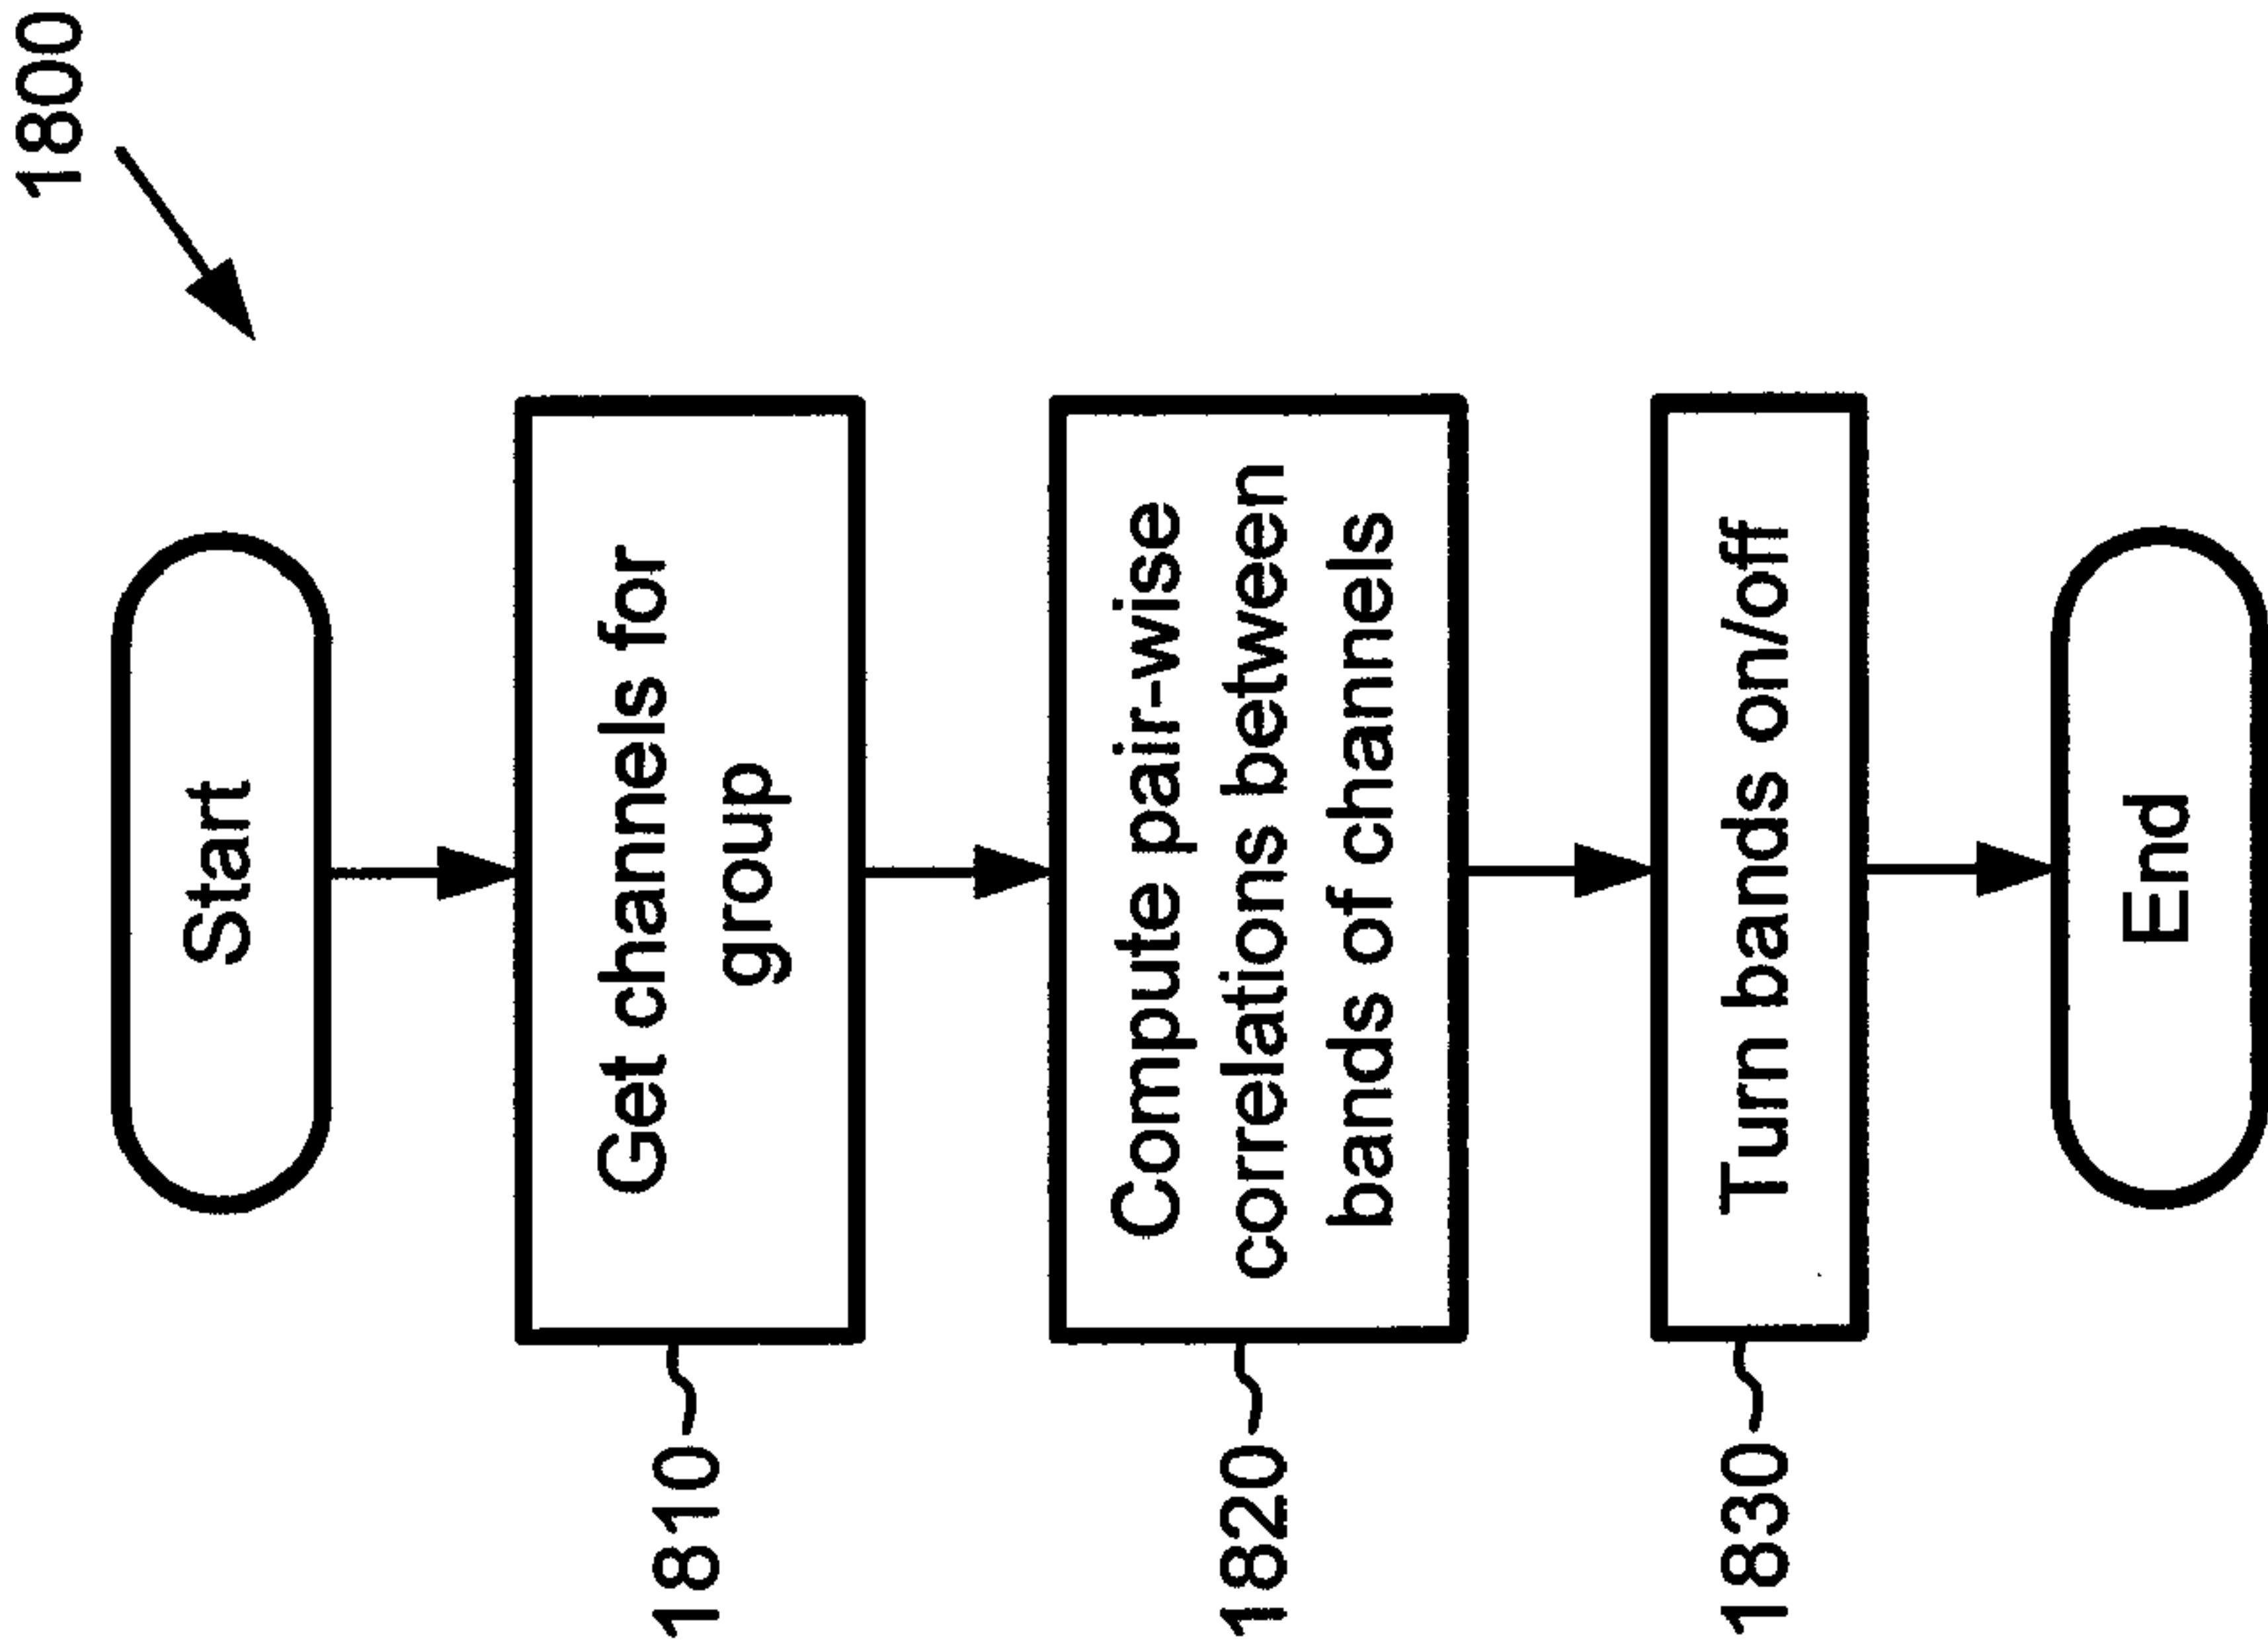 1800
Start
1810
Get channels for
group
1820
Compute pair-wise
correlations between
bands of channels
1830
Turn bands on/off
End